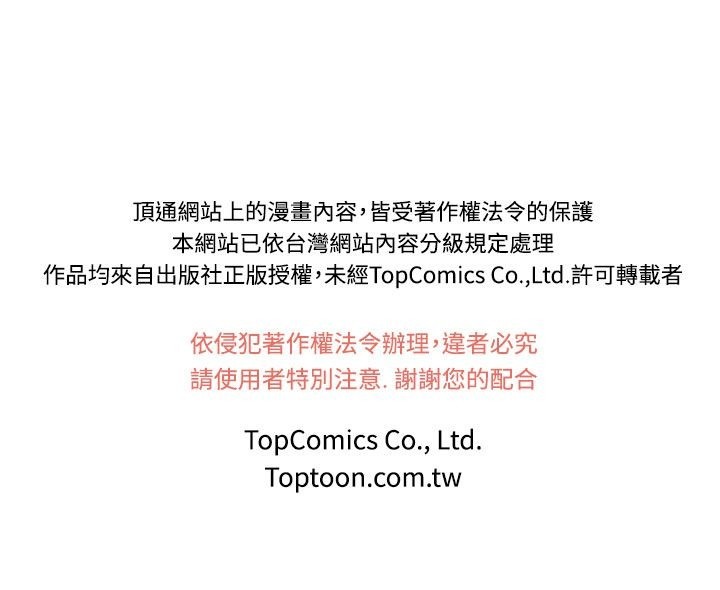 頂通網站上的漫畫內容，皆受著作權法令的保護
本網站已依台灣網站內容分級規定處理
作品均來自出版社正版授權，未經TopComics Co.,Ltd.許可轉載者
依侵犯著作權法令辦理，違者必究
請使用者特別注意. 謝謝您的配合
TopComics Co., Ltd.
Toptoon.com.tw